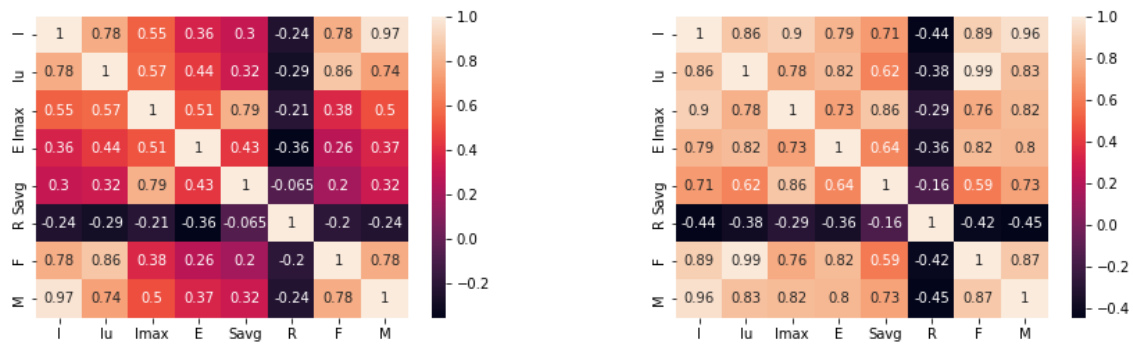 I 1 0.78 0.55 0.36 0.3 -0.24 0.78 0.97
Iu 0.78 1 0.57 0.44 0.32 -0.29 0.86 0.74
Imax 0.55 0.57 1 0.51 0.79 -0.21 0.38 0.5
E 0.36 0.44 0.51 1 0.43 -0.36 0.26 0.37
Savg 0.3 0.32 0.79 0.43 1 -0.065 0.2 0.32
R -0.24 -0.29 -0.21 -0.36 -0.065 1 -0.2 -0.24
F 0.78 0.86 0.38 0.26 0.2 -0.2 1 0.78
M 0.97 0.74 0.5 0.37 0.32 -0.24 0.78 1
I Iu Imax E Savg R F M
1.0
0.8
0.6
0.4
0.2
0.0
−0.2
I 1 0.86 0.9 0.79 0.71 -0.44 0.89 0.96
Iu 0.86 1 0.78 0.82 0.62 -0.38 0.99 0.83
Imax 0.9 0.78 1 0.73 0.86 -0.29 0.76 0.82
E 0.79 0.82 0.73 1 0.64 -0.36 0.82 0.8
Savg 0.71 0.62 0.86 0.64 1 -0.16 0.59 0.73
R -0.44 -0.38 -0.29 -0.36 -0.16 1 -0.42 -0.45
F 0.89 0.99 0.76 0.82 0.59 -0.42 1 0.87
M 0.96 0.83 0.82 0.8 0.73 -0.45 0.87 1
I Iu Imax E Savg R F M
1.0
0.8
0.6
0.4
0.2
0.0
−0.2
−0.4